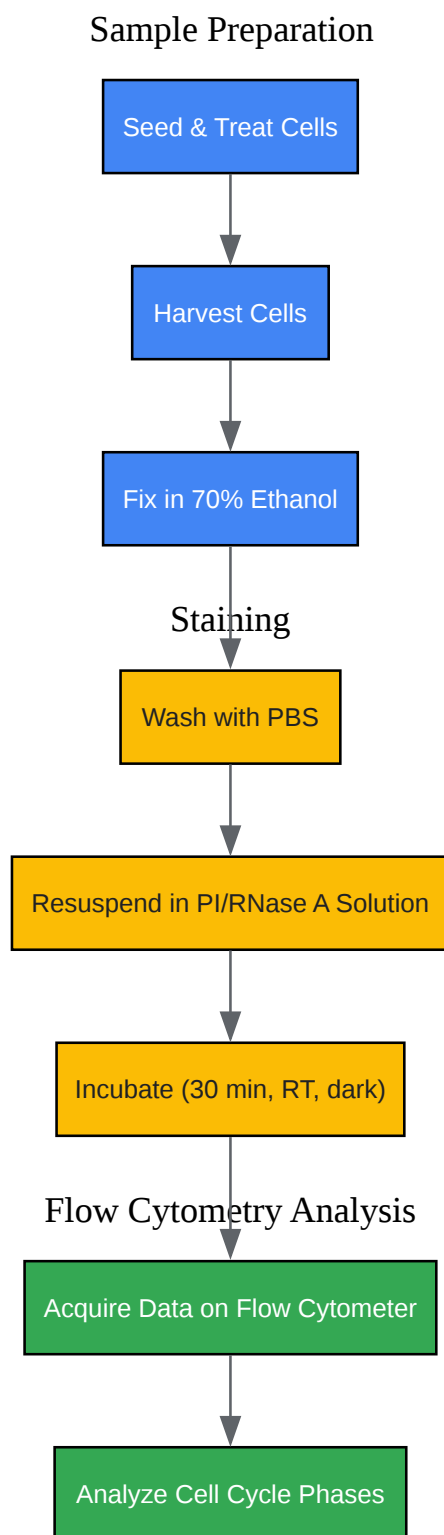 Sample Preparation
Seed & Treat Cells
Harvest Cells
Fix in 70% Ethanol
Staining
Wash with PBS
Resuspend in PI/RNase A Solution
Incubate (30 min, RT, dark)
Flow Cytometry Analysis
Acquire Data on Flow Cytometer
Analyze Cell Cycle Phases